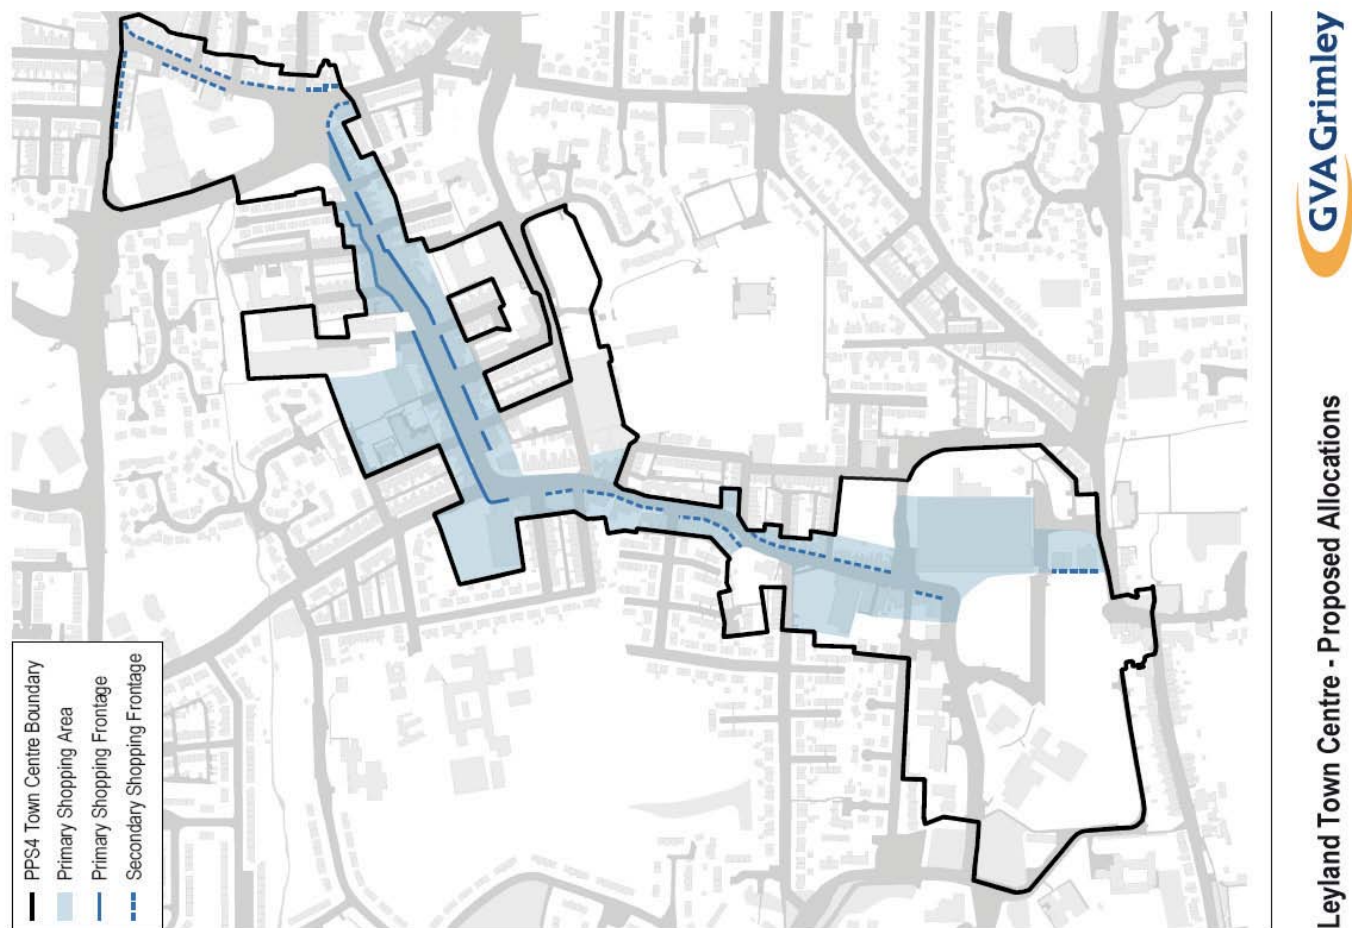 PPS4 Town Centre Boundary
Primary Shopping Area
Primary Shopping Frontage
Secondary Shopping Frontage
Leyland Town Centre - Proposed Allocations
GVA Grimley